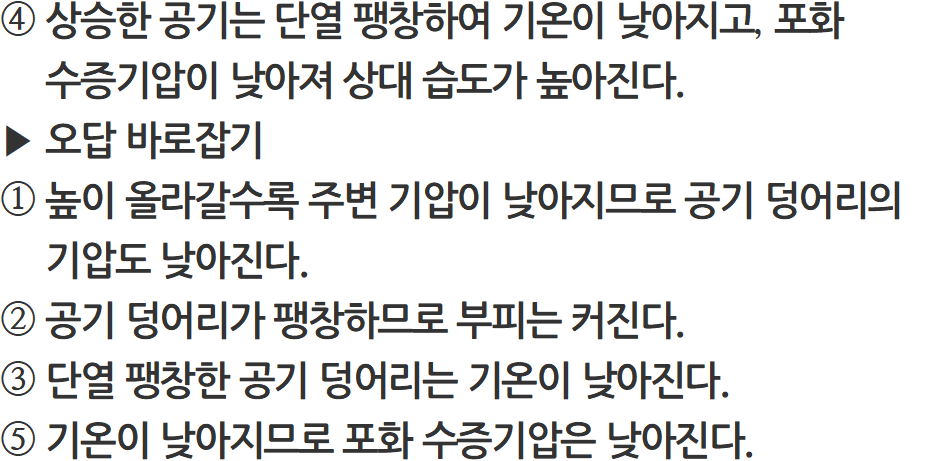 ④ 상승한 공기는 단열 팽창하여 기온이 낮아지고, 포화
수증기압이 낮아져 상대 습도가 높아진다.
▶ 오답 바로잡기
① 높이 올라갈수록 주변 기압이 낮아지므로 공기 덩어리의
기압도 낮아진다.
② 공기 덩어리가 팽창하므로 부피는 커진다.
③ 단열 팽창한 공기 덩어리는 기온이 낮아진다.
⑤ 기온이 낮아지므로 포화 수증기압은 낮아진다.